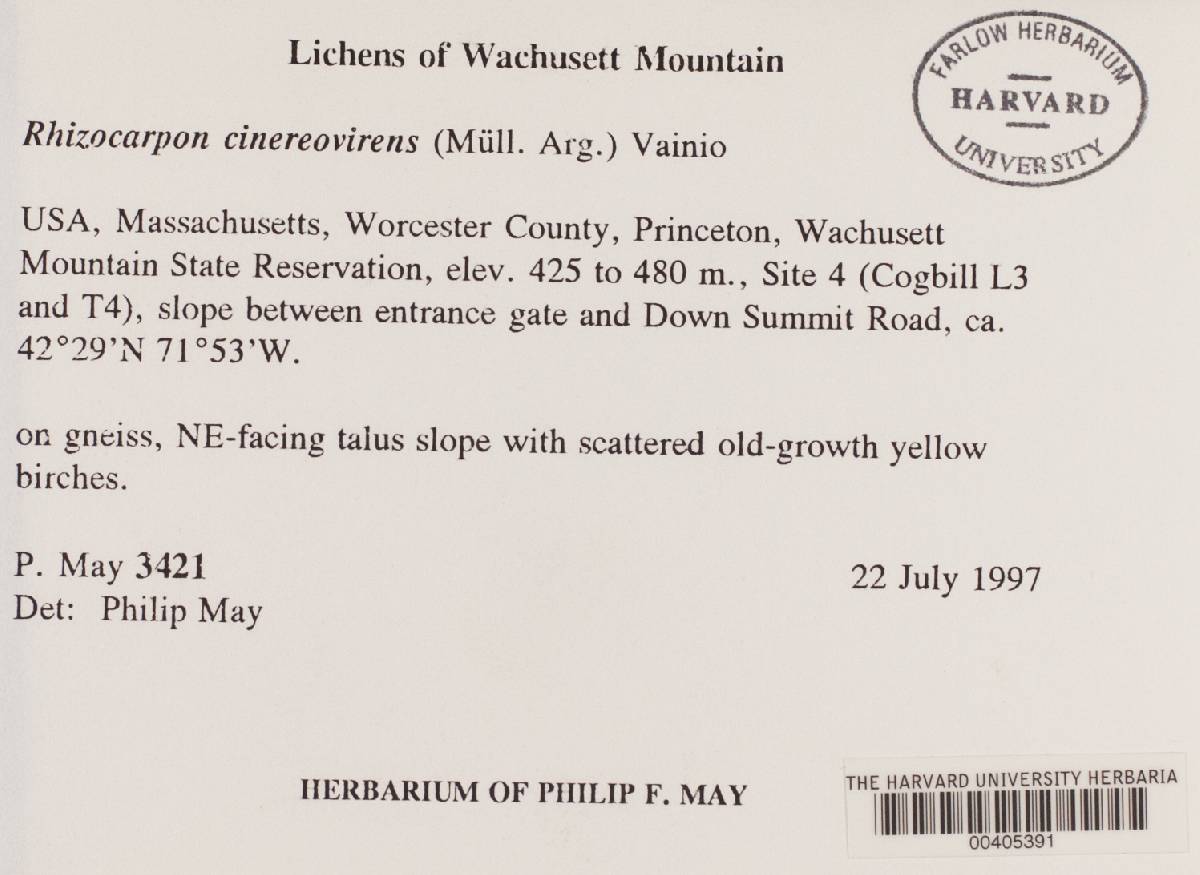 Lichens of Wachusett Mountain
FARLOW HERBARIUM
HARVARD
UNIVERSITY
Rhizocarpon cinereovirens (Müll. Arg.) Vainio
USA, Massachusetts, Worcester County, Princeton, Wachusett
Mountain State Reservation, elev. 425 to 480 m., Site 4 (Cogbill L3
and T4), slope between entrance gate and Down Summit Road, ca.
42°29’N 71°53’W.
on gneiss, NE-facing talus slope with scattered old-growth yellow
birches.
P. May 3421
22 July 1997
Det: Philip May
HERBARIUM OF PHILIP F. MAY
THE HARVARD UNIVERSITY HERBARIA
00405391